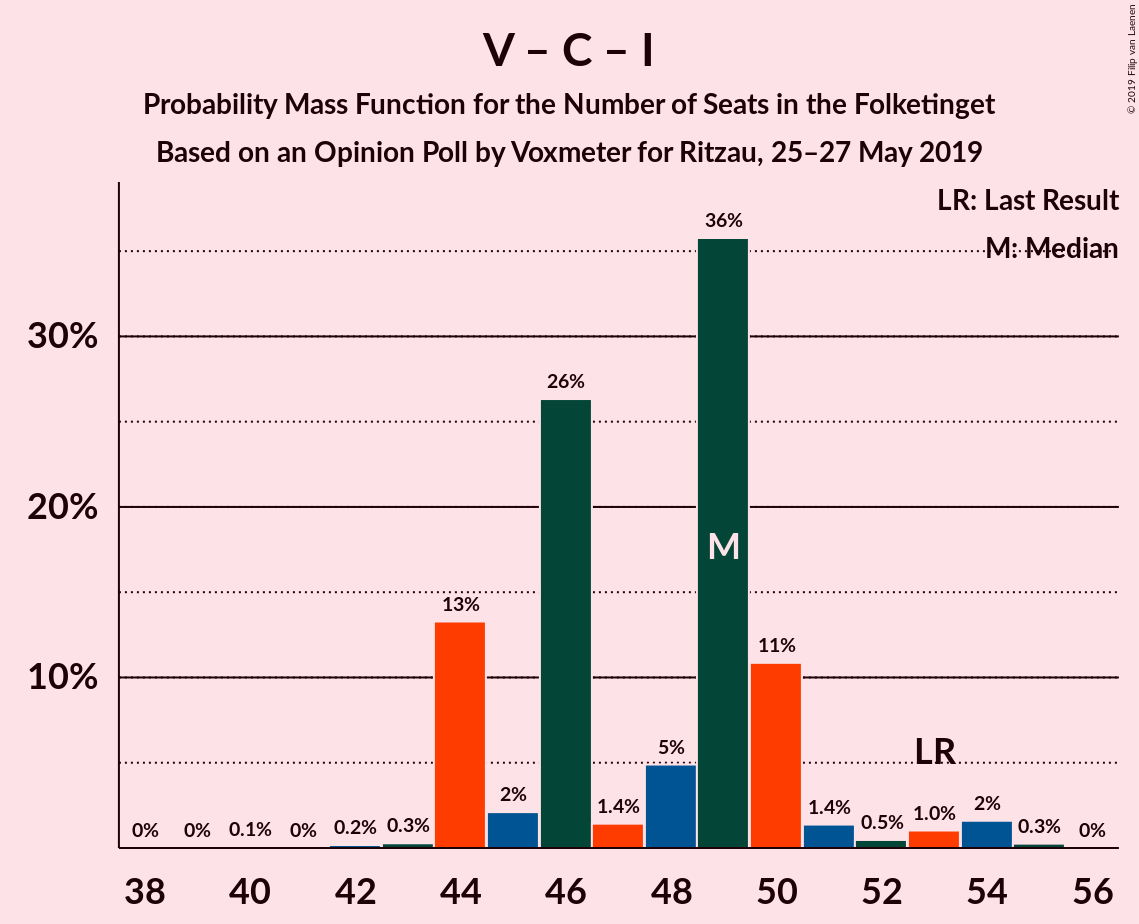 V – C – I
Probability Mass Function for the Number of Seats in the Folketinget
Based on an Opinion Poll by Voxmeter for Ritzau, 25–27 May 2019
© 2019 Filip van Laenen
LR: Last Result
M: Median
30%
20%
10%
0%
0%
0.1%
0%
0.2%
0.3%
13%
2%
26%
1.4%
5%
36%
M
11%
1.4%
0.5%
LR
1.0%
2%
0.3%
0%
38 40 42 44 46 48 50 52 54 56